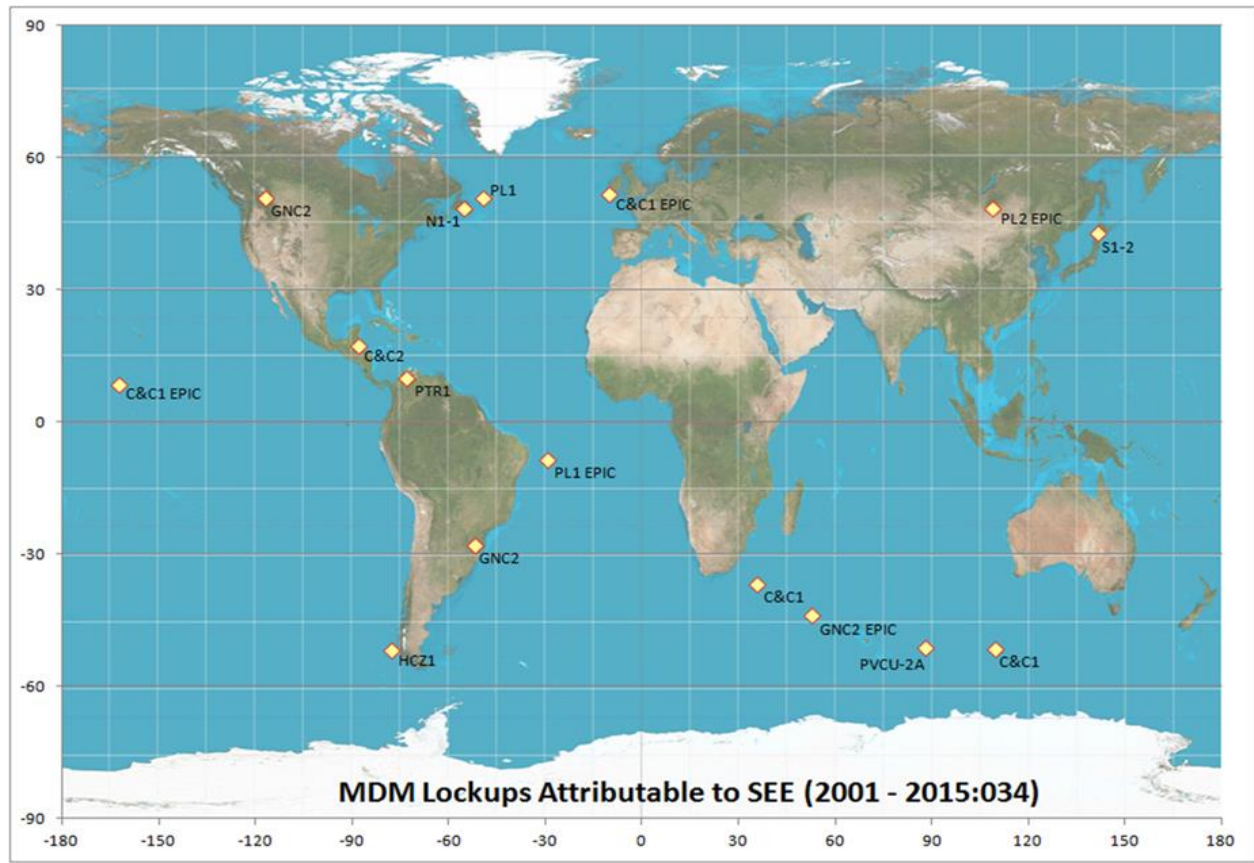 90
60
30
0
-30
-60
-90
PL1
GNC2
N1-1
C&C1 EPIC
PL2 EPIC
S1-2
C&C2
C&C1 EPIC
PTR1
PL1 EPIC
GNC2
C&C1
GNC2 EPIC
HCZ1
PVCU-2A
C&C1
MDM Lockups Attributable to SEE (2001 - 2015:034)
-180 -150 -120 -90 -60 -30 0 30 60 90 120 150 180